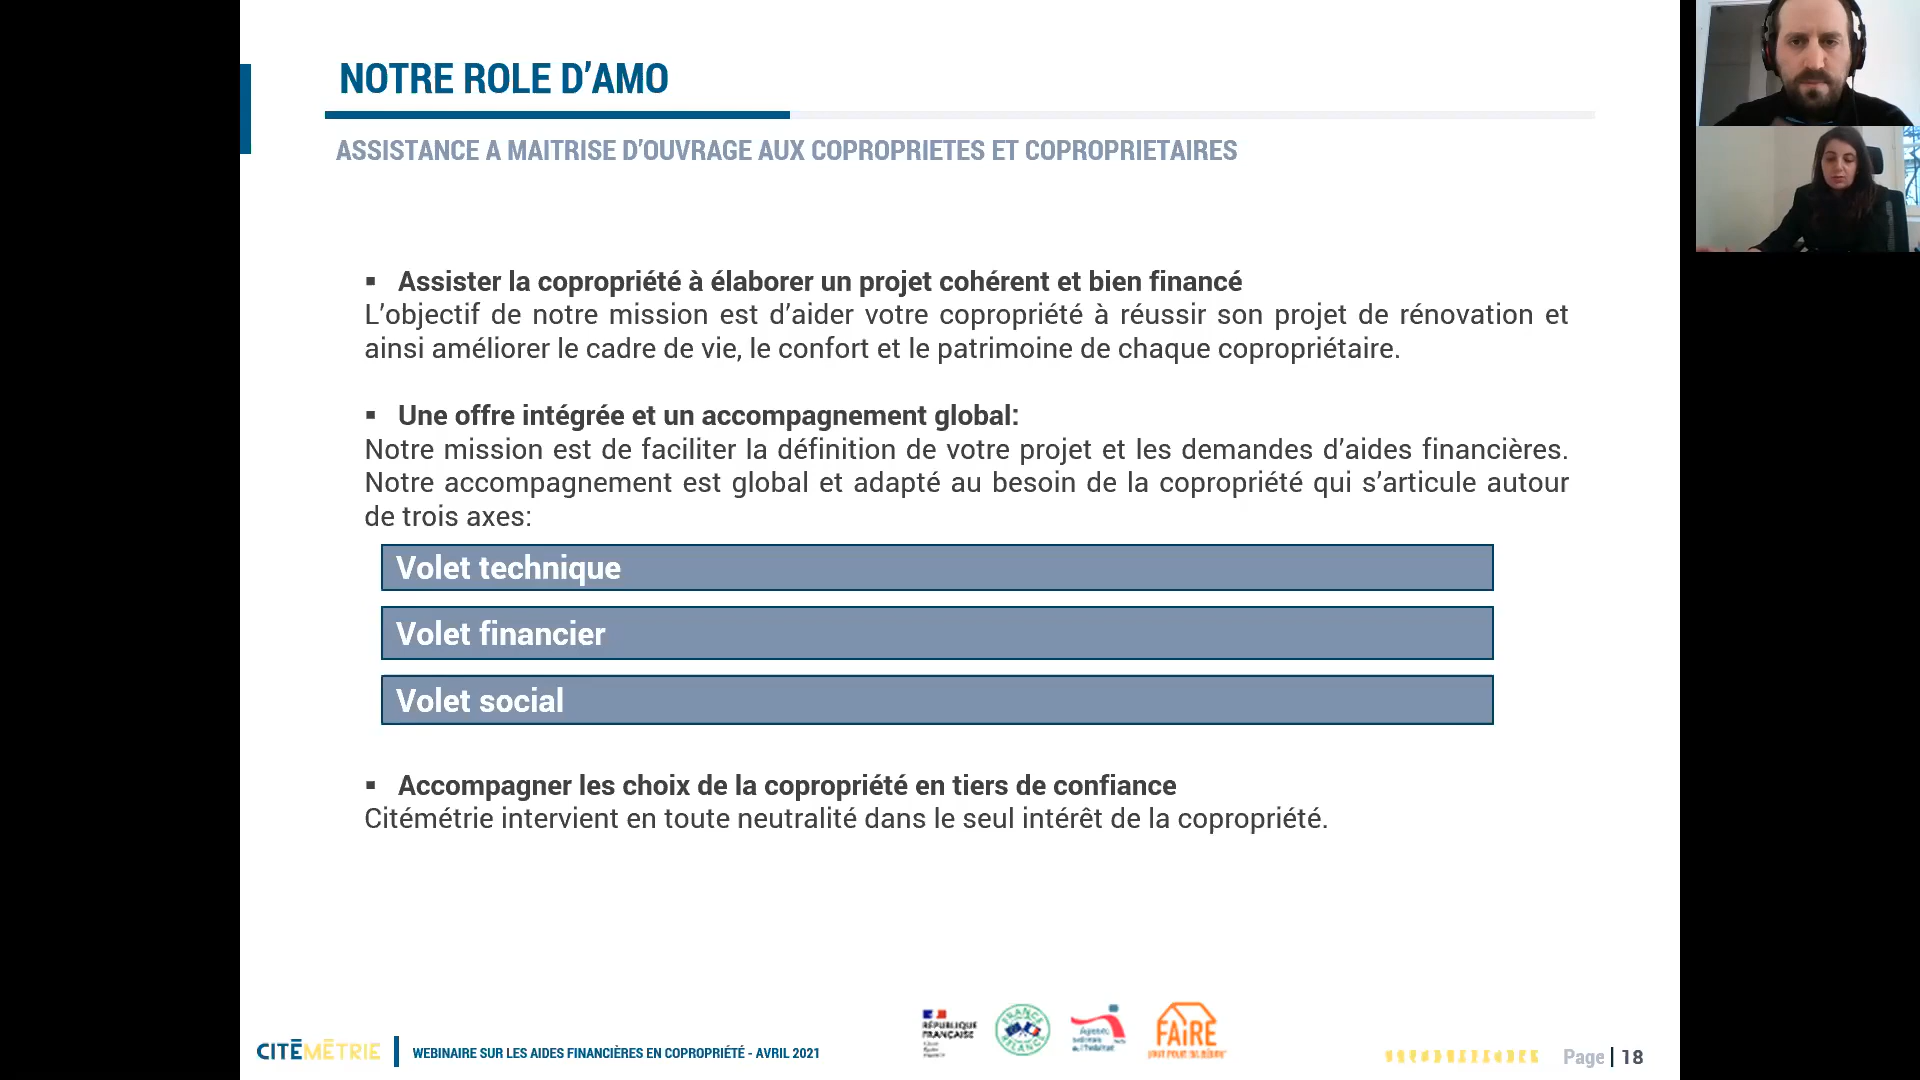 NOTRE ROLE D'AMO
ASSISTANCE A MAITRISE D'OUVRAGE AUX COPROPRIETES ET COPROPRIETAIRES
▪ Assister la copropriété à élaborer un projet cohérent et bien financé
L'objectif de notre mission est d'aider votre copropriété à réussir son projet de rénovation et
ainsi améliorer le cadre de vie, le confort et le patrimoine de chaque copropriétaire.
▪ Une offre intégrée et un accompagnement global:
Notre mission est de faciliter la définition de votre projet et les demandes d'aides financières.
Notre accompagnement est global et adapté au besoin de la copropriété qui s'articule autour
de trois axes:
Volet technique
Volet financier
Volet social
▪ Accompagner les choix de la copropriété en tiers de confiance
Citémétrie intervient en toute neutralité dans le seul intérêt de la copropriété.
RÉPUBLIQUE
FRANÇAISE
FRANCE
RELANCE
Agence
de l'habitat
FAiRE
CITĒMĒTRIE
WEBINAIRE SUR LES AIDES FINANCIÈRES EN COPROPRIÉTÉ - AVRIL 2021
Page | 18